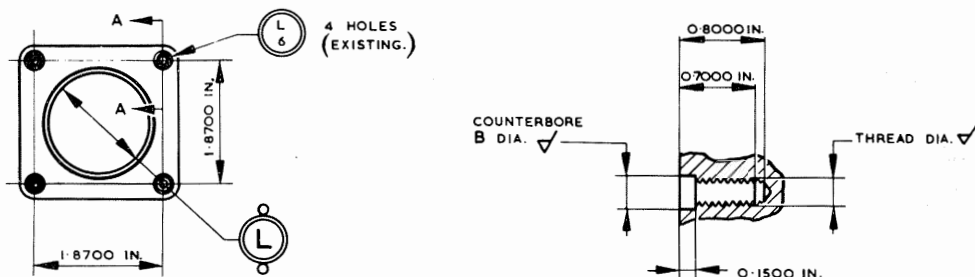 A
L
6
4 HOLES
(EXISTING.)
A
1·8700 IN.
L
1·8700 IN.
0·8000 IN.
0·7000 IN.
COUNTERBORE
B DIA. √
THREAD DIA. √
0·1500 IN.